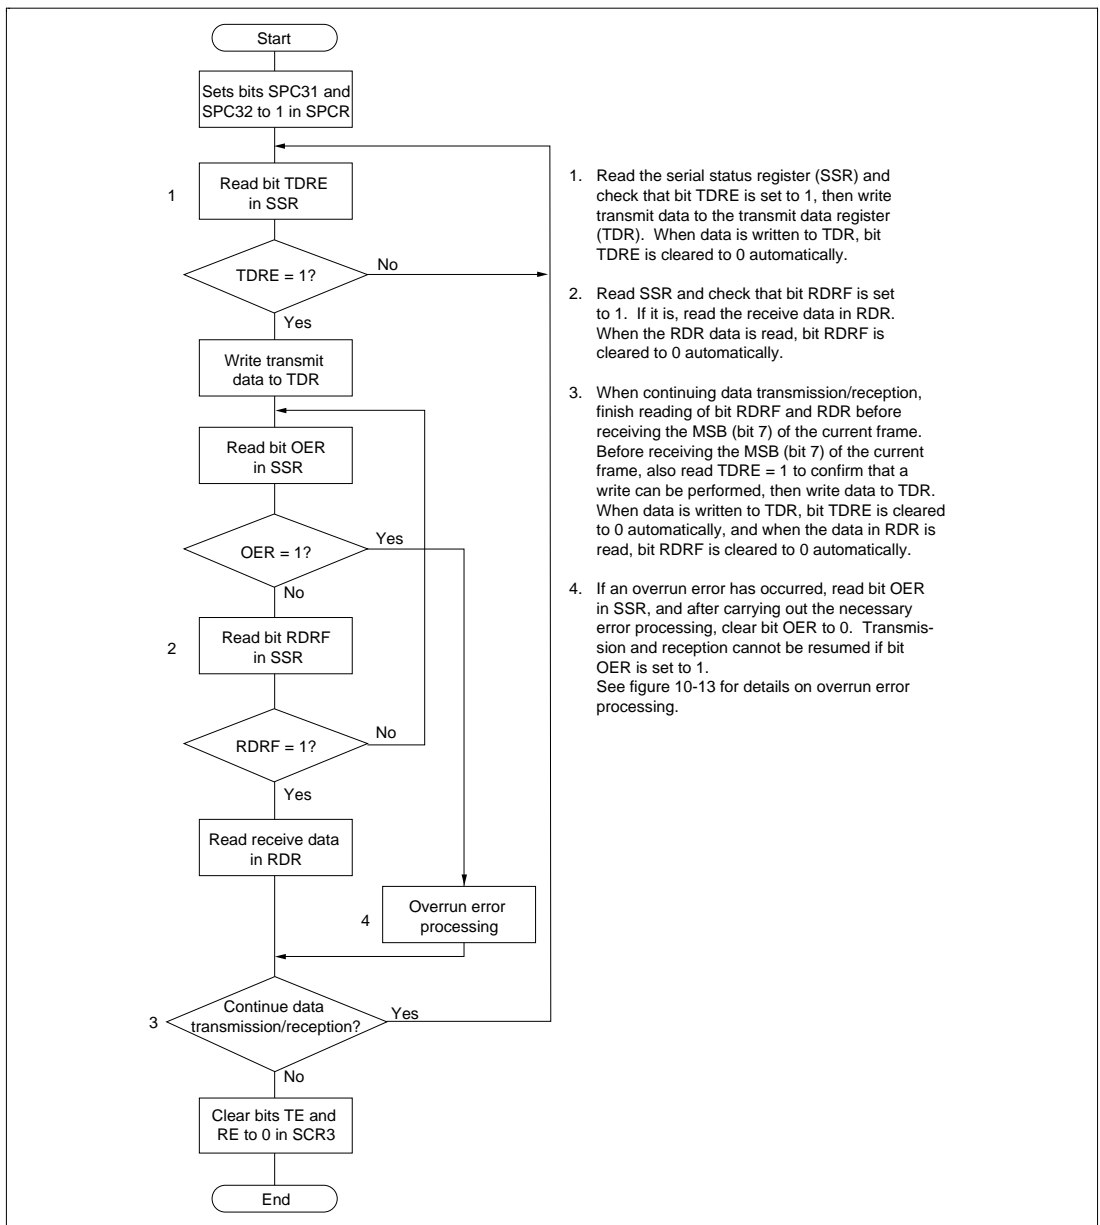 Start
Sets bits SPC31 and
SPC32 to 1 in SPCR
1
Read bit TDRE
in SSR
TDRE = 1?
No
Yes
Write transmit
data to TDR
Read bit OER
in SSR
OER = 1?
Yes
No
2
Read bit RDRF
in SSR
RDRF = 1?
No
Yes
Read receive data
in RDR
4
Overrun error
processing
3
Continue data
transmission/reception?
Yes
No
Clear bits TE and
RE to 0 in SCR3
End
1. Read the serial status register (SSR) and
check that bit TDRE is set to 1, then write
transmit data to the transmit data register
(TDR). When data is written to TDR, bit
TDRE is cleared to 0 automatically.
2. Read SSR and check that bit RDRF is set
to 1. If it is, read the receive data in RDR.
When the RDR data is read, bit RDRF is
cleared to 0 automatically.
3. When continuing data transmission/reception,
finish reading of bit RDRF and RDR before
receiving the MSB (bit 7) of the current frame.
Before receiving the MSB (bit 7) of the current
frame, also read TDRE = 1 to confirm that a
write can be performed, then write data to TDR.
When data is written to TDR, bit TDRE is cleared
to 0 automatically, and when the data in RDR is
read, bit RDRF is cleared to 0 automatically.
4. If an overrun error has occurred, read bit OER
in SSR, and after carrying out the necessary
error processing, clear bit OER to 0. Transmis-
sion and reception cannot be resumed if bit
OER is set to 1.
See figure 10-13 for details on overrun error
processing.